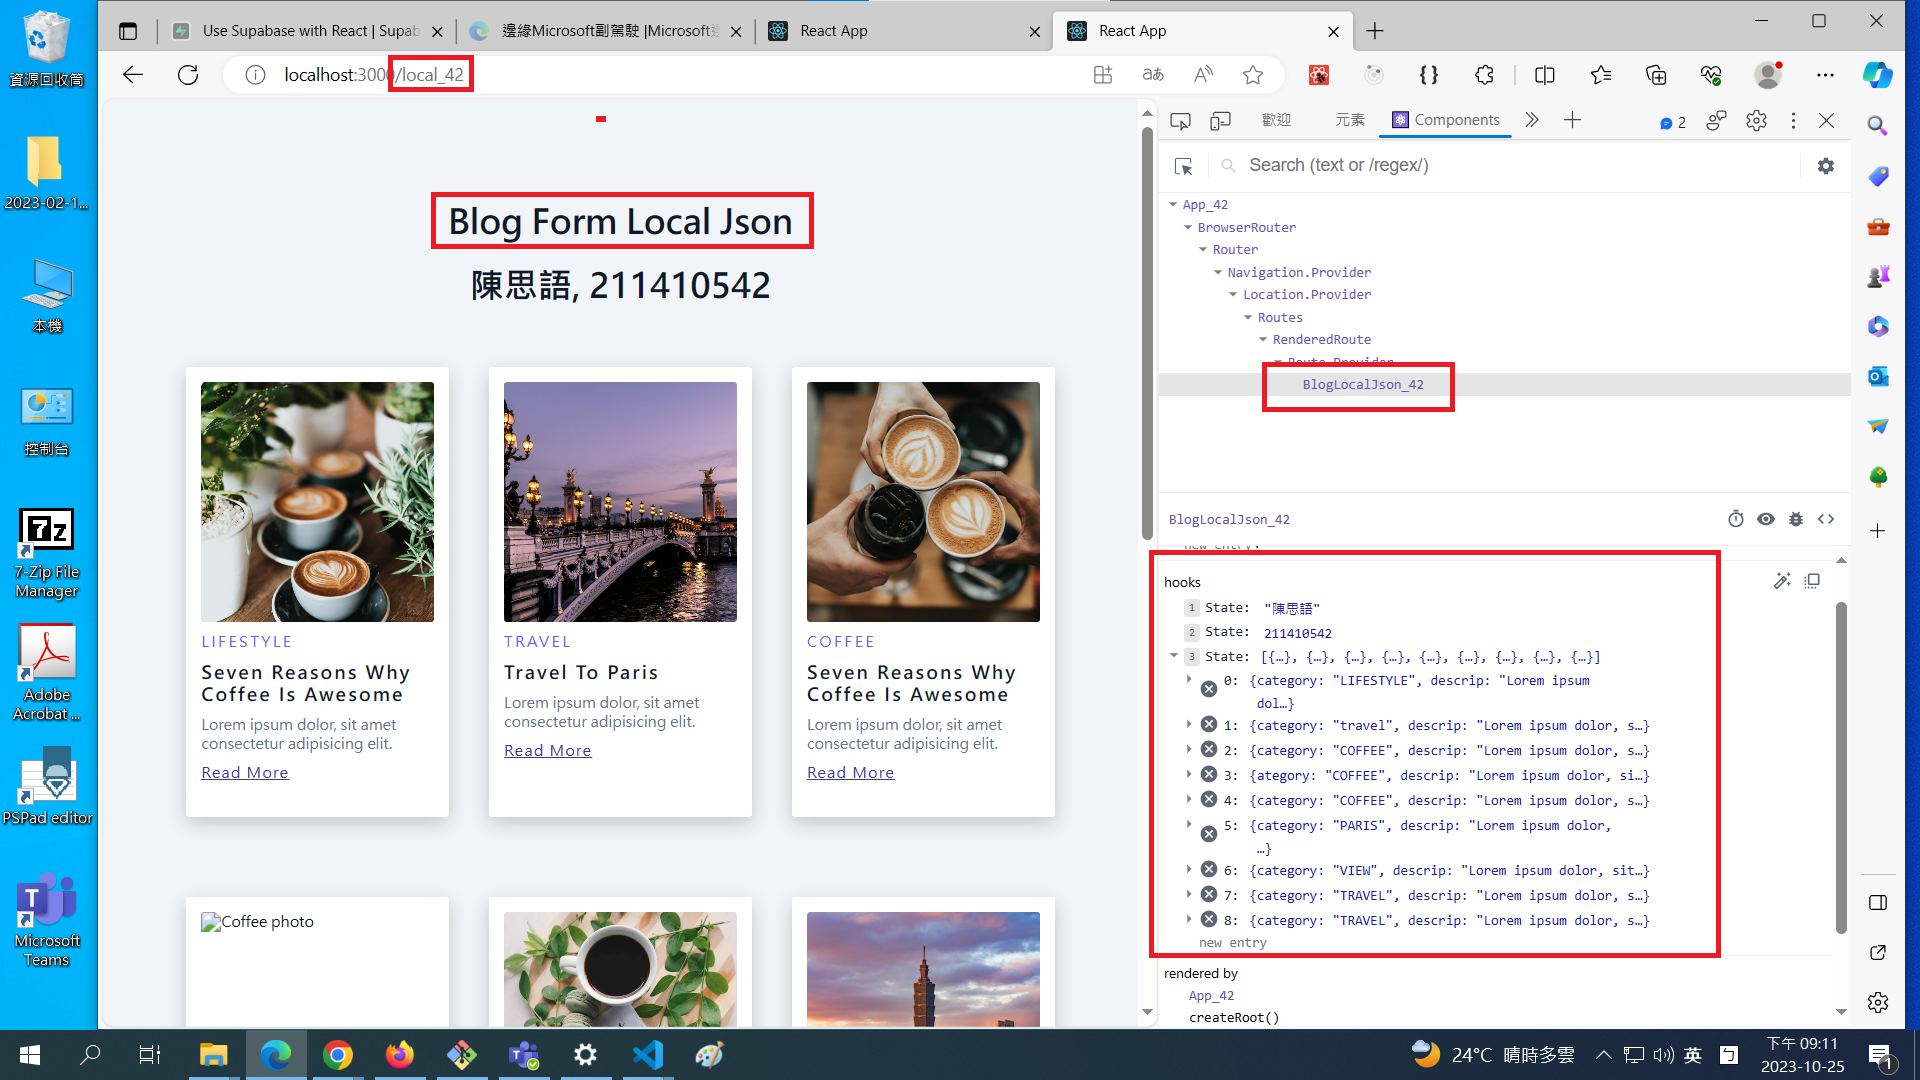 資源回收筒
2023-02-1...
本機
控制台
7-Zip File
Manager
Adobe
Acrobat ...
PSPad editor
Microsoft
Teams
Use Supabase with React | Supab
邊緣Microsoft副駕駛 |Microsoft邊
React App
React App
localhost:3000/local_42
Blog Form Local Json
陳思語, 211410542
LIFESTYLE
Seven Reasons Why
Coffee Is Awesome
Lorem ipsum dolor, sit amet
consectetur adipisicing elit.
Read More
TRAVEL
Travel To Paris
Lorem ipsum dolor, sit amet
consectetur adipisicing elit.
Read More
COFFEE
Seven Reasons Why
Coffee Is Awesome
Lorem ipsum dolor, sit amet
consectetur adipisicing elit.
Read More
Coffee photo
歡迎
元素
Components
2
Search (text or /regex/)
App_42
BrowserRouter
Router
Navigation.Provider
Location.Provider
Routes
RenderedRoute
Route.Provider
BlogLocalJson_42
BlogLocalJson_42
new entry:
hooks
1 State: "陳思語"
2 State: 211410542
3 State: [{…}, {…}, {…}, {…}, {…}, {…}, {…}, {…}, {…}]
0: {category: "LIFESTYLE", descrip: "Lorem ipsum
dol…}
1: {category: "travel", descrip: "Lorem ipsum dolor, s…}
2: {category: "COFFEE", descrip: "Lorem ipsum dolor, s…}
3: {ategory: "COFFEE", descrip: "Lorem ipsum dolor, si…}
4: {category: "COFFEE", descrip: "Lorem ipsum dolor, s…}
5: {category: "PARIS", descrip: "Lorem ipsum dolor,
…}
6: {category: "VIEW", descrip: "Lorem ipsum dolor, sit…}
7: {category: "TRAVEL", descrip: "Lorem ipsum dolor, s…}
8: {category: "TRAVEL", descrip: "Lorem ipsum dolor, s…}
new entry
rendered by
App_42
createRoot()
24°C 晴時多雲
英
下午 09:11
2023-10-25
1